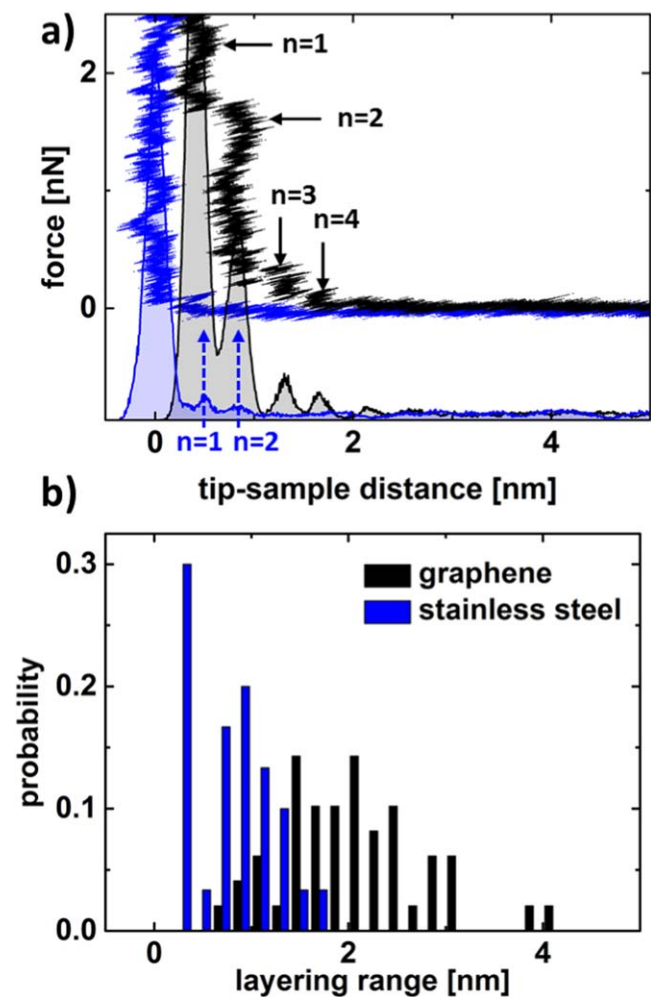 a)
2
n=1
n=2
n=3
n=4
force [nN]
0
n=1
n=2
0
2
4
tip-sample distance [nm]
b)
0.3
graphene
stainless steel
0.2
probability
0.1
0.0
0
2
4
layering range [nm]